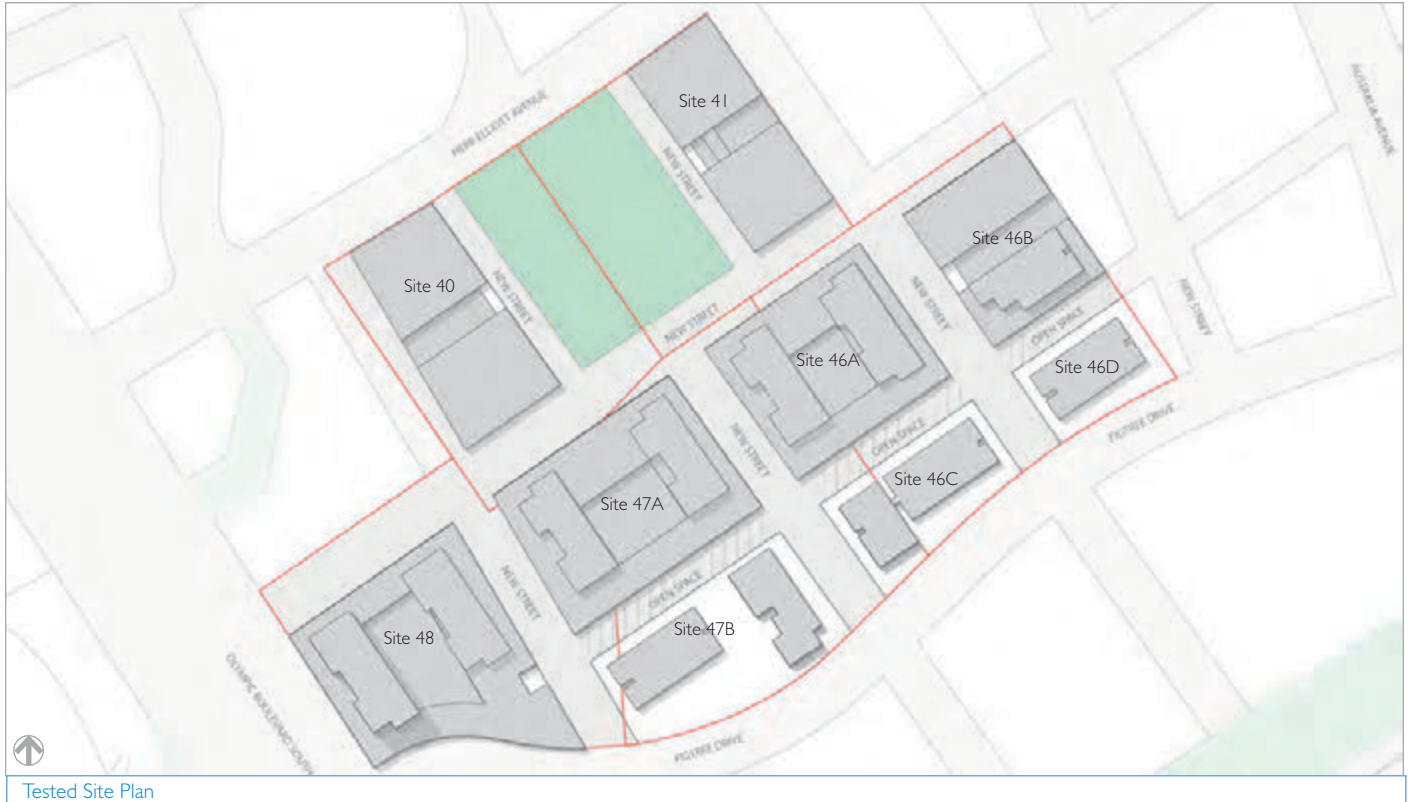 AUSTRALIA AVENUE
HERB ELLIOTT AVENUE
Site 41
NEW STREET
Site 46B
Site 40
NEW STREET
NEW STREET
NEW STREET
NEW STREET
OPEN SPACE
Site 46A
Site 46D
FIGTREE DRIVE
NEW STREET
OPEN SPACE
Site 46C
Site 47A
NEW STREET
OPEN SPACE
Site 47B
Site 48
OLYMPIC BOULEVARD SOUTH
FIGTREE DRIVE
Tested Site Plan